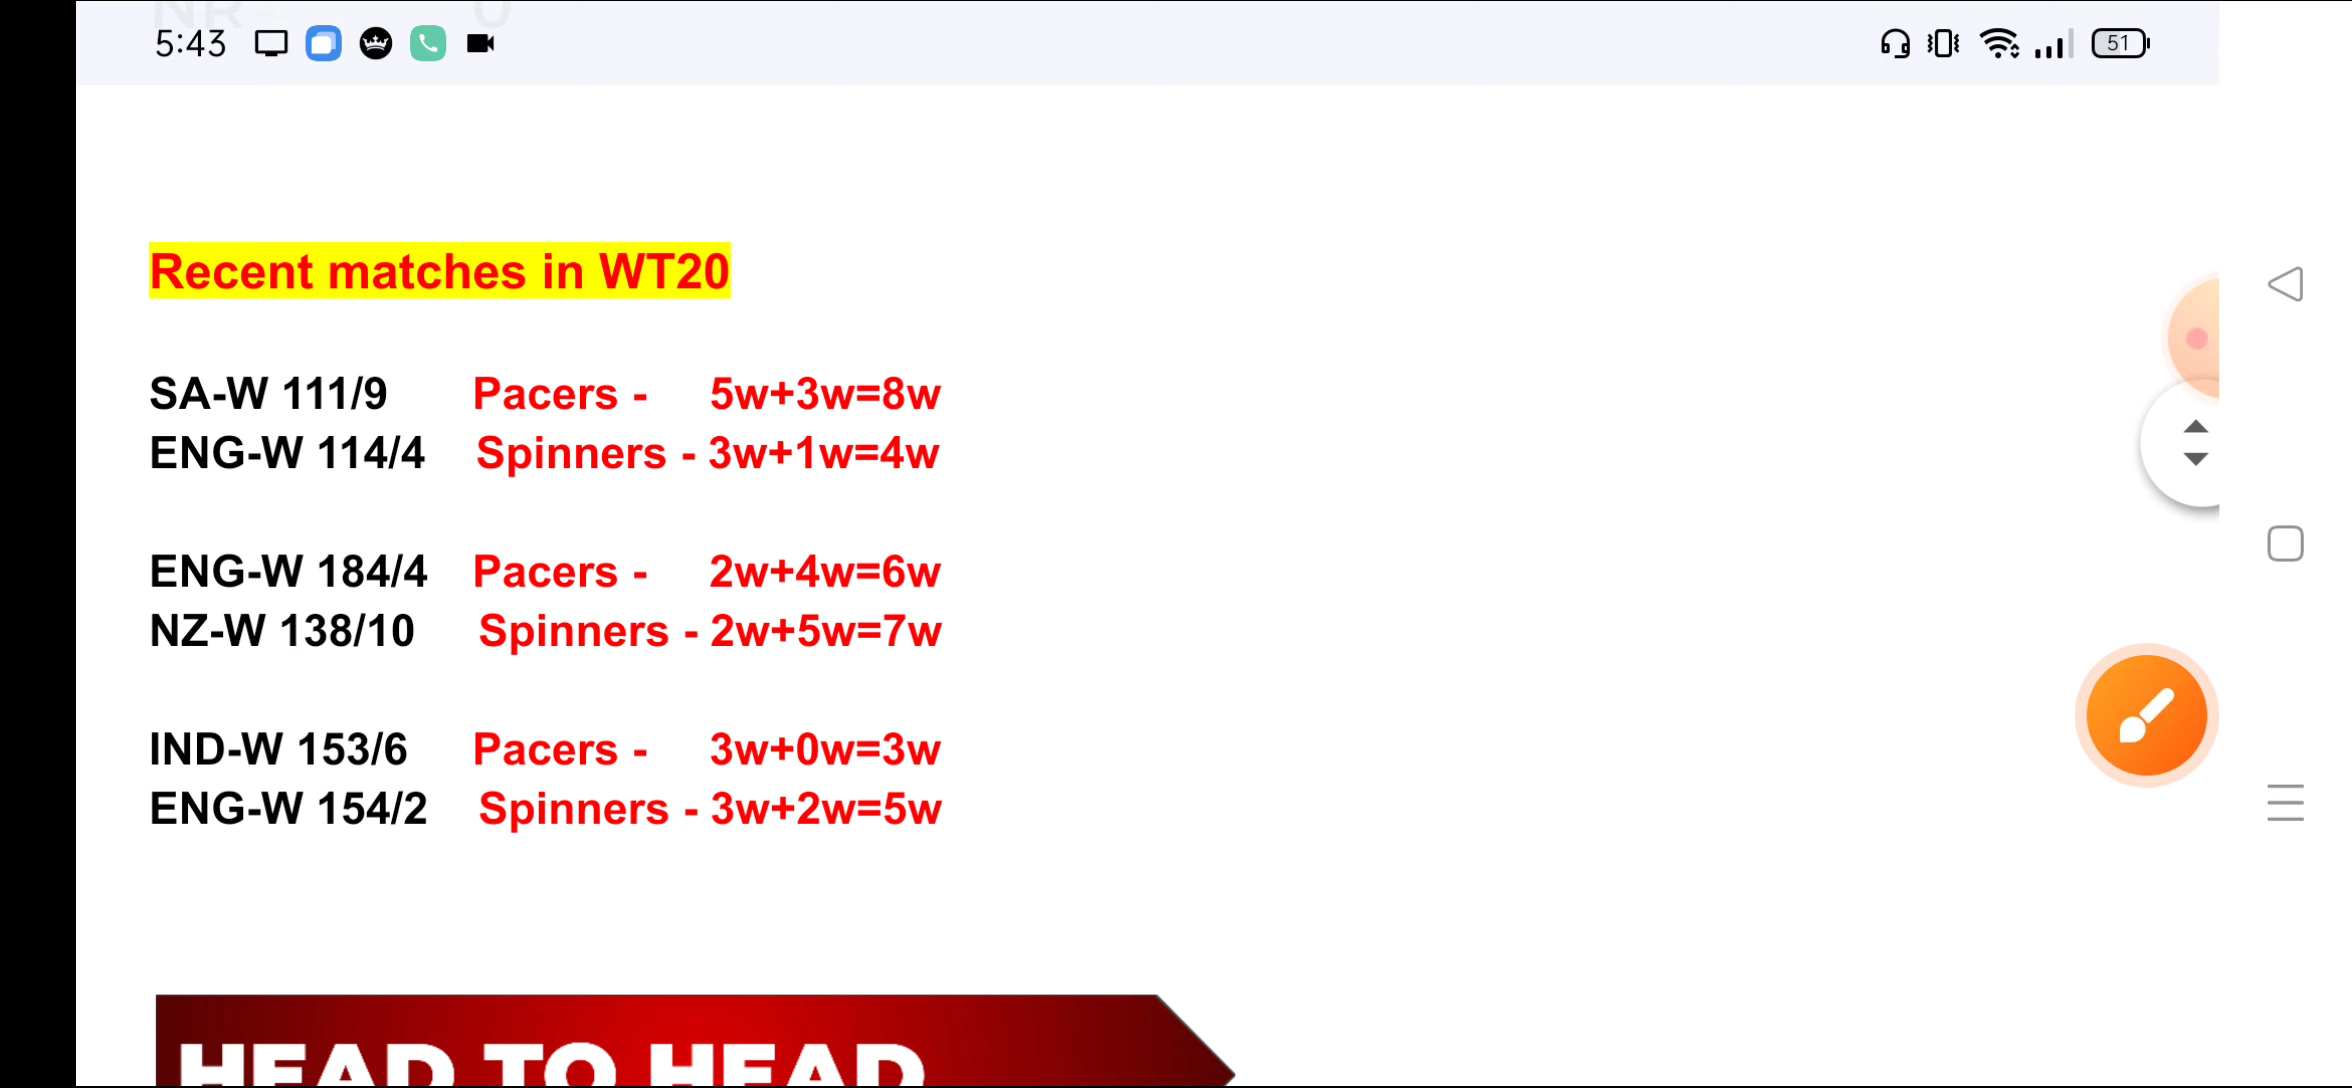 5:43 51
Recent matches in WT20
SA-W 111/9 Pacers - 5w+3w=8w
ENG-W 114/4 Spinners - 3w+1w=4w
ENG-W 184/4 Pacers - 2w+4w=6w
NZ-W 138/10 Spinners - 2w+5w=7w
IND-W 153/6 Pacers - 3w+0w=3w
ENG-W 154/2 Spinners - 3w+2w=5w
HEAD TO HEAD